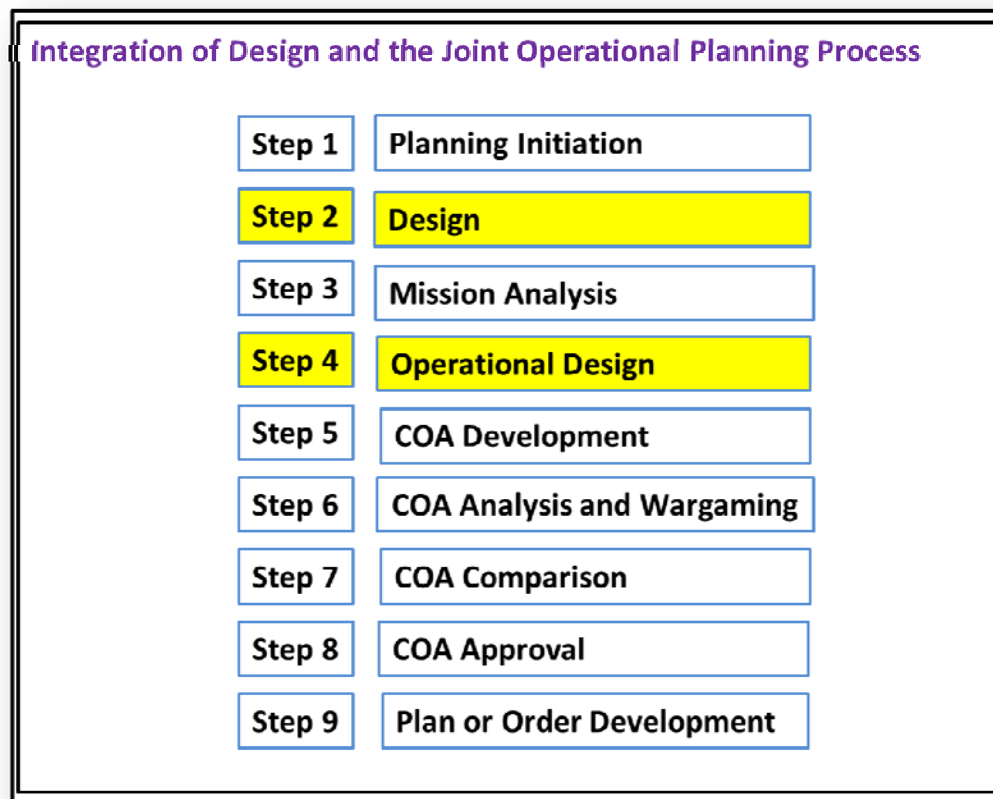 Integration of Design and the Joint Operational Planning Process
Step 1 Planning Initiation
Step 2 Design
Step 3 Mission Analysis
Step 4 Operational Design
Step 5 COA Development
Step 6 COA Analysis and Wargaming
Step 7 COA Comparison
Step 8 COA Approval
Step 9 Plan or Order Development